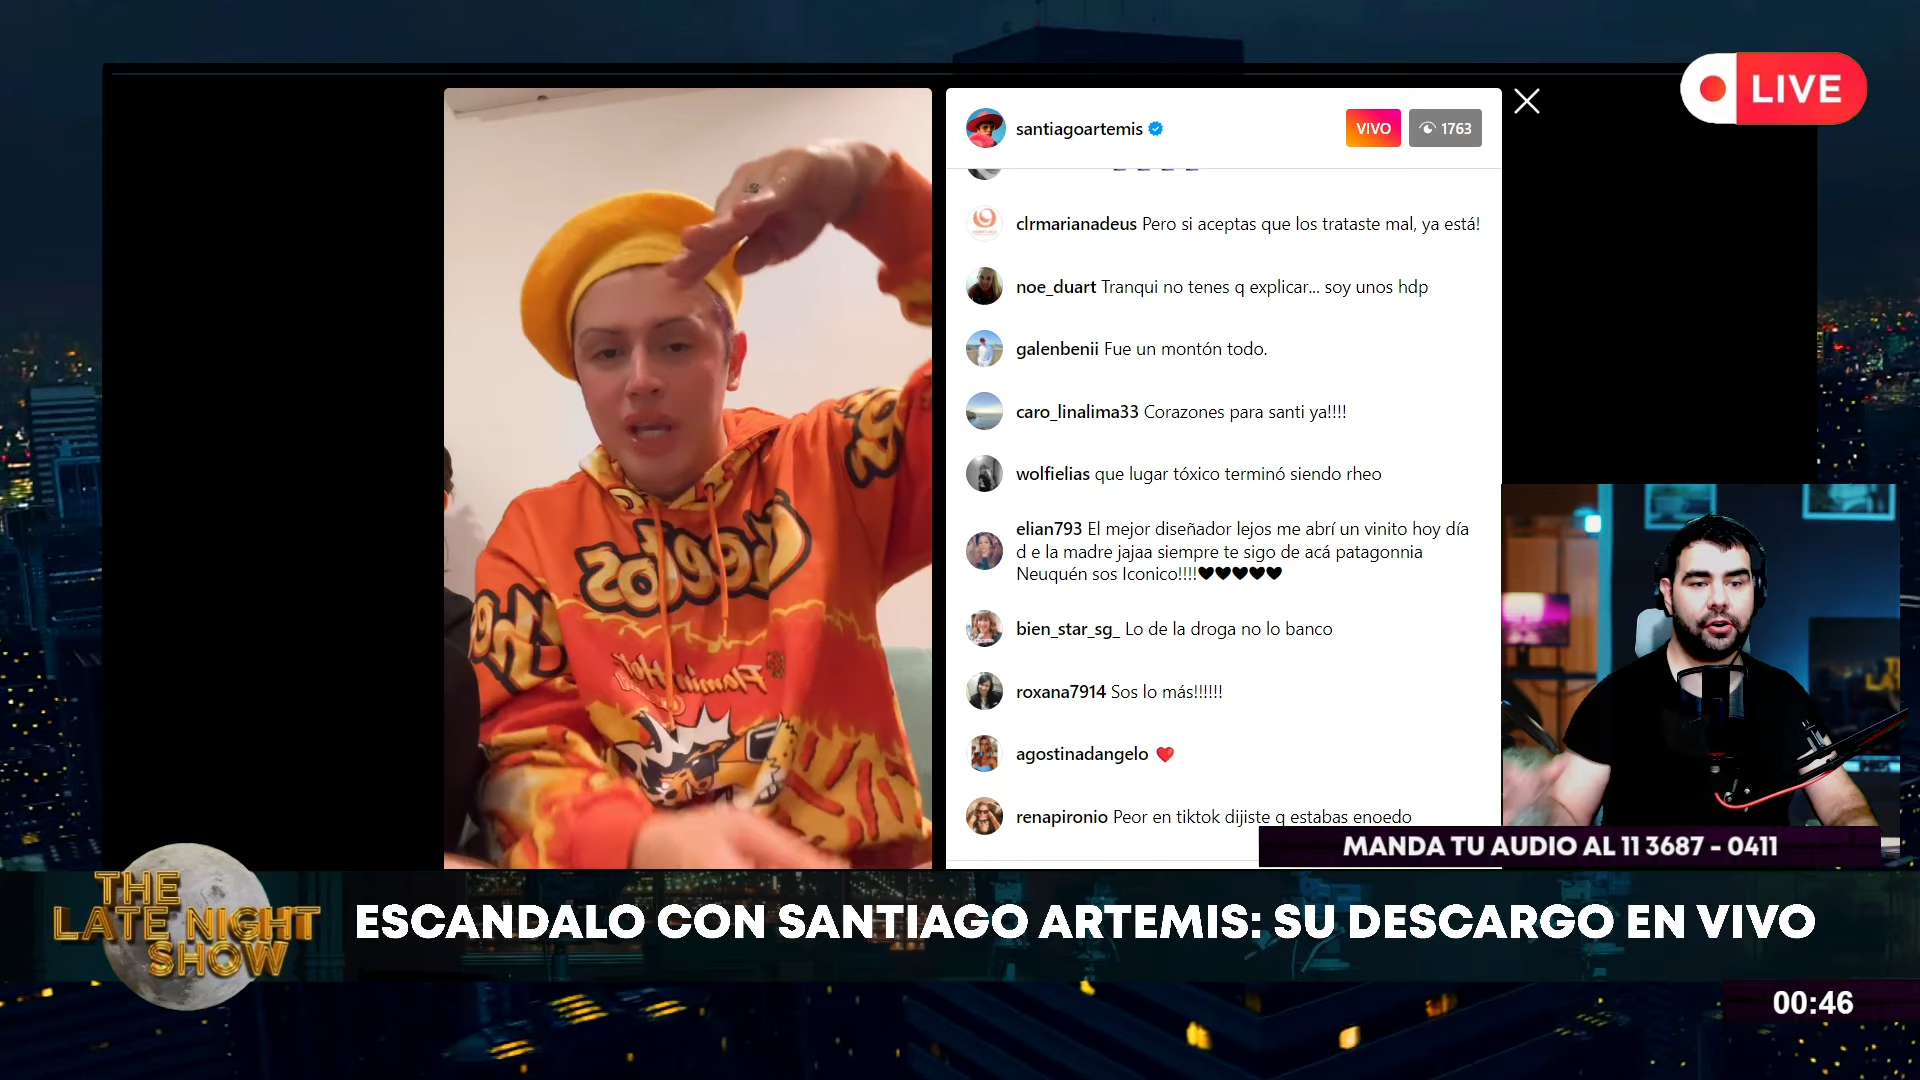 LIVE
santiagoartemis
VIVO
1763
clrmarianadeus Pero si aceptas que los trataste mal, ya está!
noe_duart Tranqui no tenes q explicar... soy unos hdp
galenbenii Fue un montón todo.
caro_linalima33 Corazones para santi ya!!!!
wolfielias que lugar tóxico terminó siendo rheo
elian793 El mejor diseñador lejos me abrí un vinito hoy día
d e la madre jajaa siempre te sigo de acá patagonnia
Neuquén sos Iconico!!!!🖤🖤🖤🖤🖤
bien_star_sg_ Lo de la droga no lo banco
roxana7914 Sos lo más!!!!!!
agostinadangelo ❤️
renapironio Peor en tiktok dijiste q estabas enoedo
Cheetos
Flamin' Hot
MANDA TU AUDIO AL 11 3687 - 0411
THE
LATE NIGHT
SHOW
ESCANDALO CON SANTIAGO ARTEMIS: SU DESCARGO EN VIVO
00:46